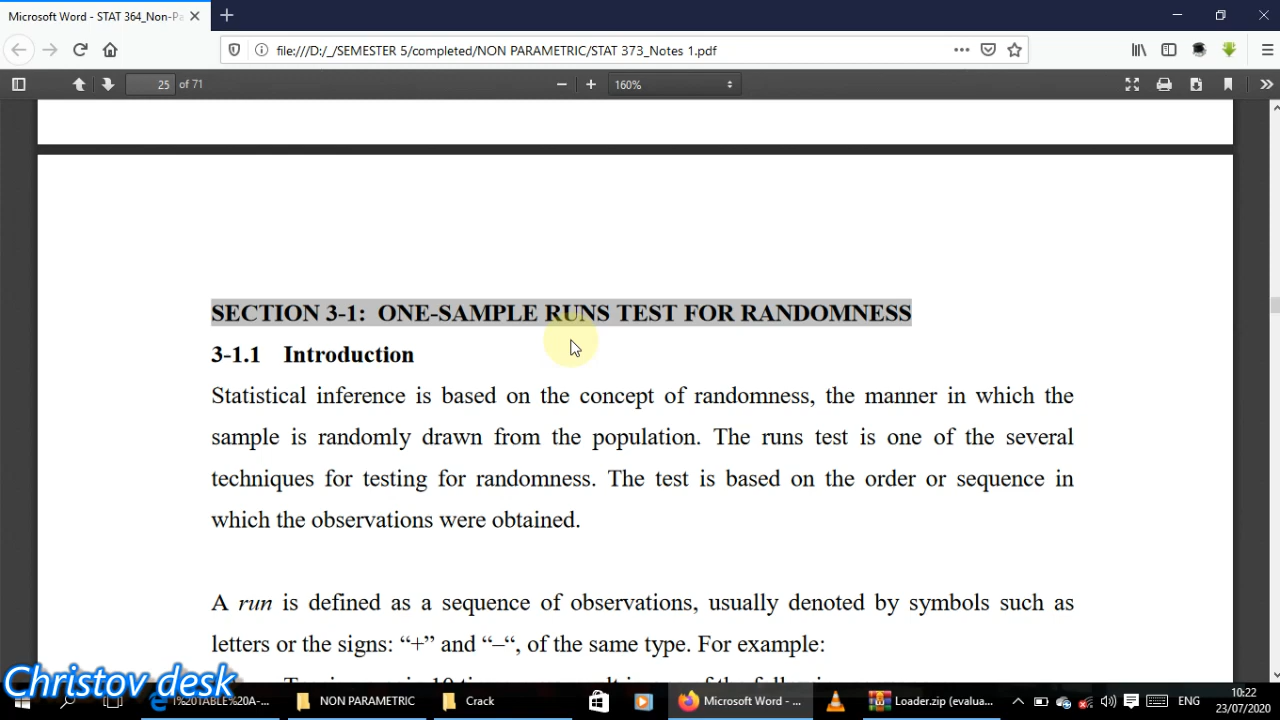 Microsoft Word - STAT 364_Non-Pa
file:///D:/_/SEMESTER 5/completed/NON PARAMETRIC/STAT 373_Notes 1.pdf
25 of 71
160%
SECTION 3-1: ONE-SAMPLE RUNS TEST FOR RANDOMNESS
3-1.1 Introduction
Statistical inference is based on the concept of randomness, the manner in which the
sample is randomly drawn from the population. The runs test is one of the several
techniques for testing for randomness. The test is based on the order or sequence in
which the observations were obtained.
A run is defined as a sequence of observations, usually denoted by symbols such as
letters or the signs: “+” and “–“, of the same type. For example:
Christov desk
I%20TABLE%20A-...
NON PARAMETRIC
Crack
Microsoft Word - ...
Loader.zip (evalua...
ENG
10:22
23/07/2020